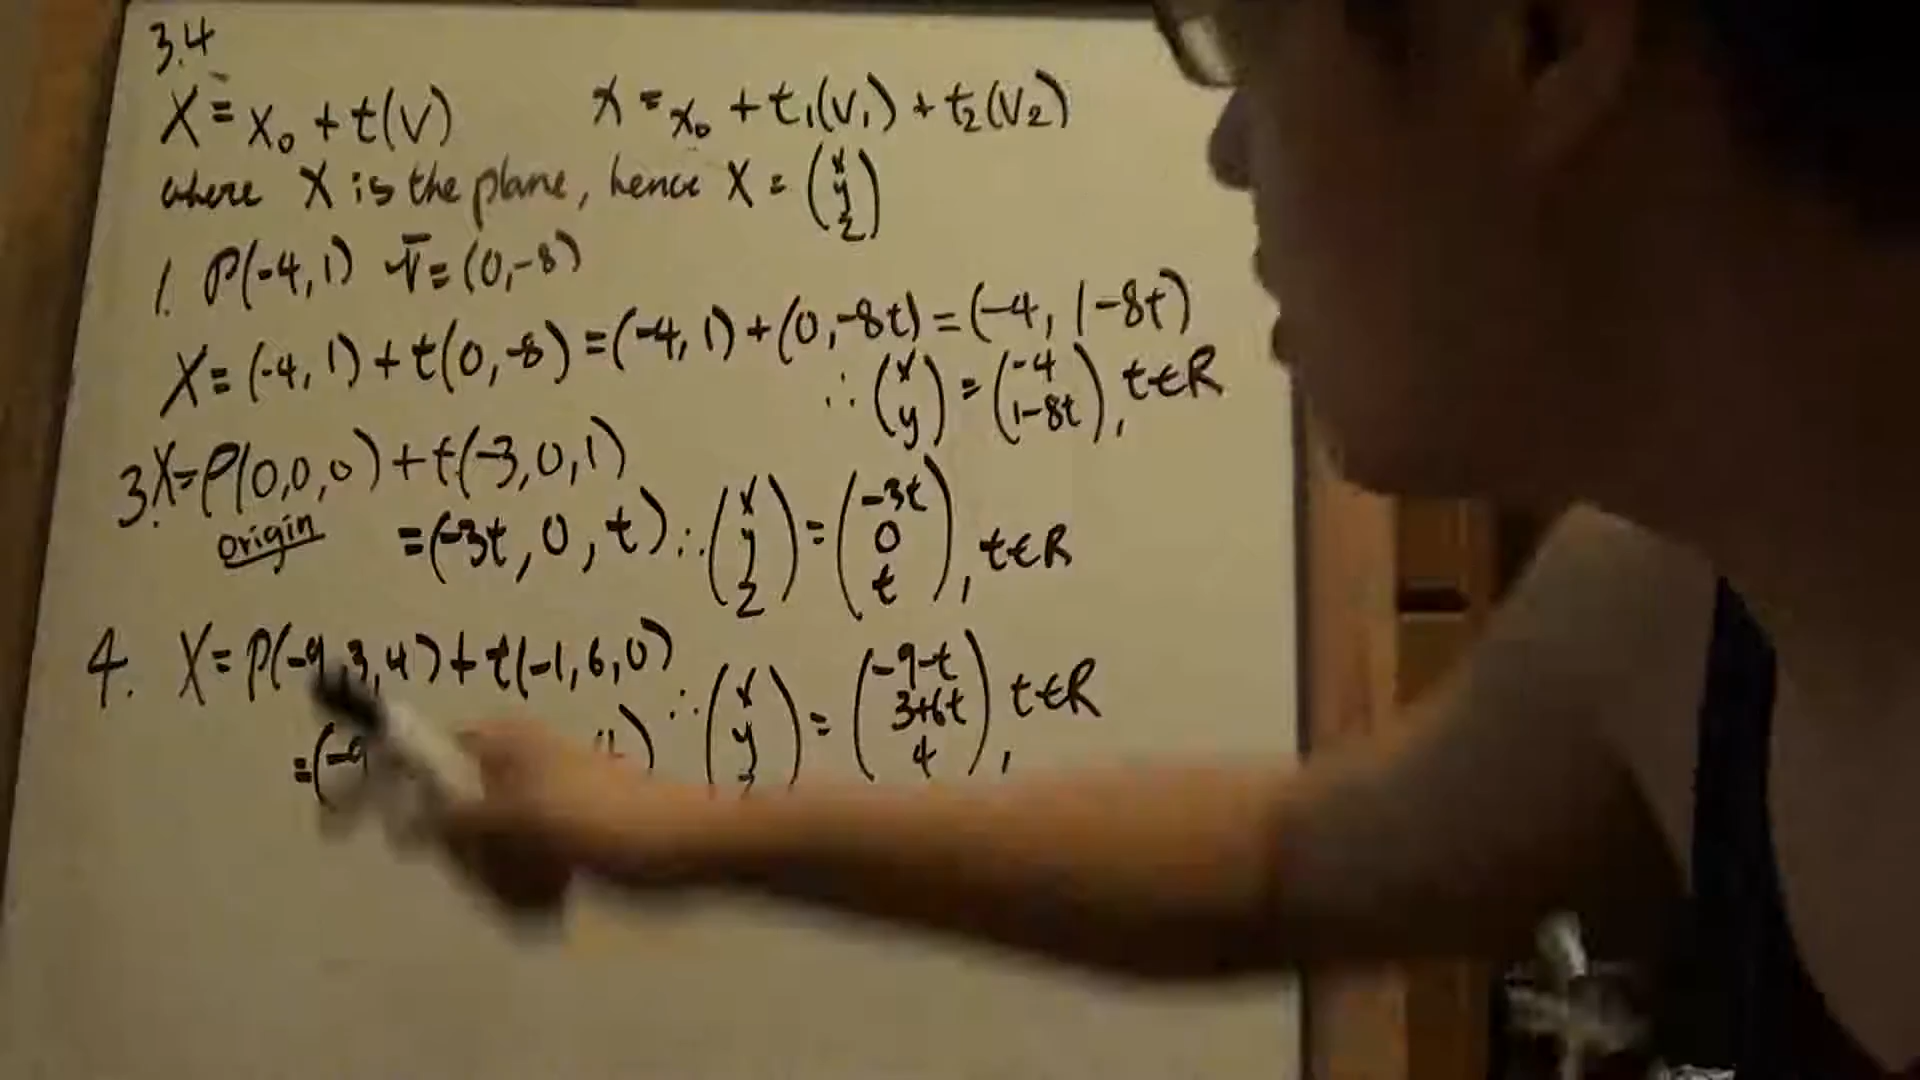 3.4
X = x₀ + t(V) x = x₀ + t₁(V₁) + t₂(V₂)
where X is the plane, hence X = (x y z)
1. P(-4, 1) V̄ = (0, -8)
X = (-4, 1) + t(0, -8) = (-4, 1) + (0, -8t) = (-4, 1-8t)
∴ (x y) = (-4 1-8t), t∈R
3. X = P(0,0,0) + t(-3,0,1)
origin
= (-3t, 0, t) ∴ (x y z) = (-3t 0 t), t∈R
4. X = P(-9,3,4) + t(-1,6,0)
= (-9 ∴ (x y z) = (-9-t 3+6t 4), t∈R